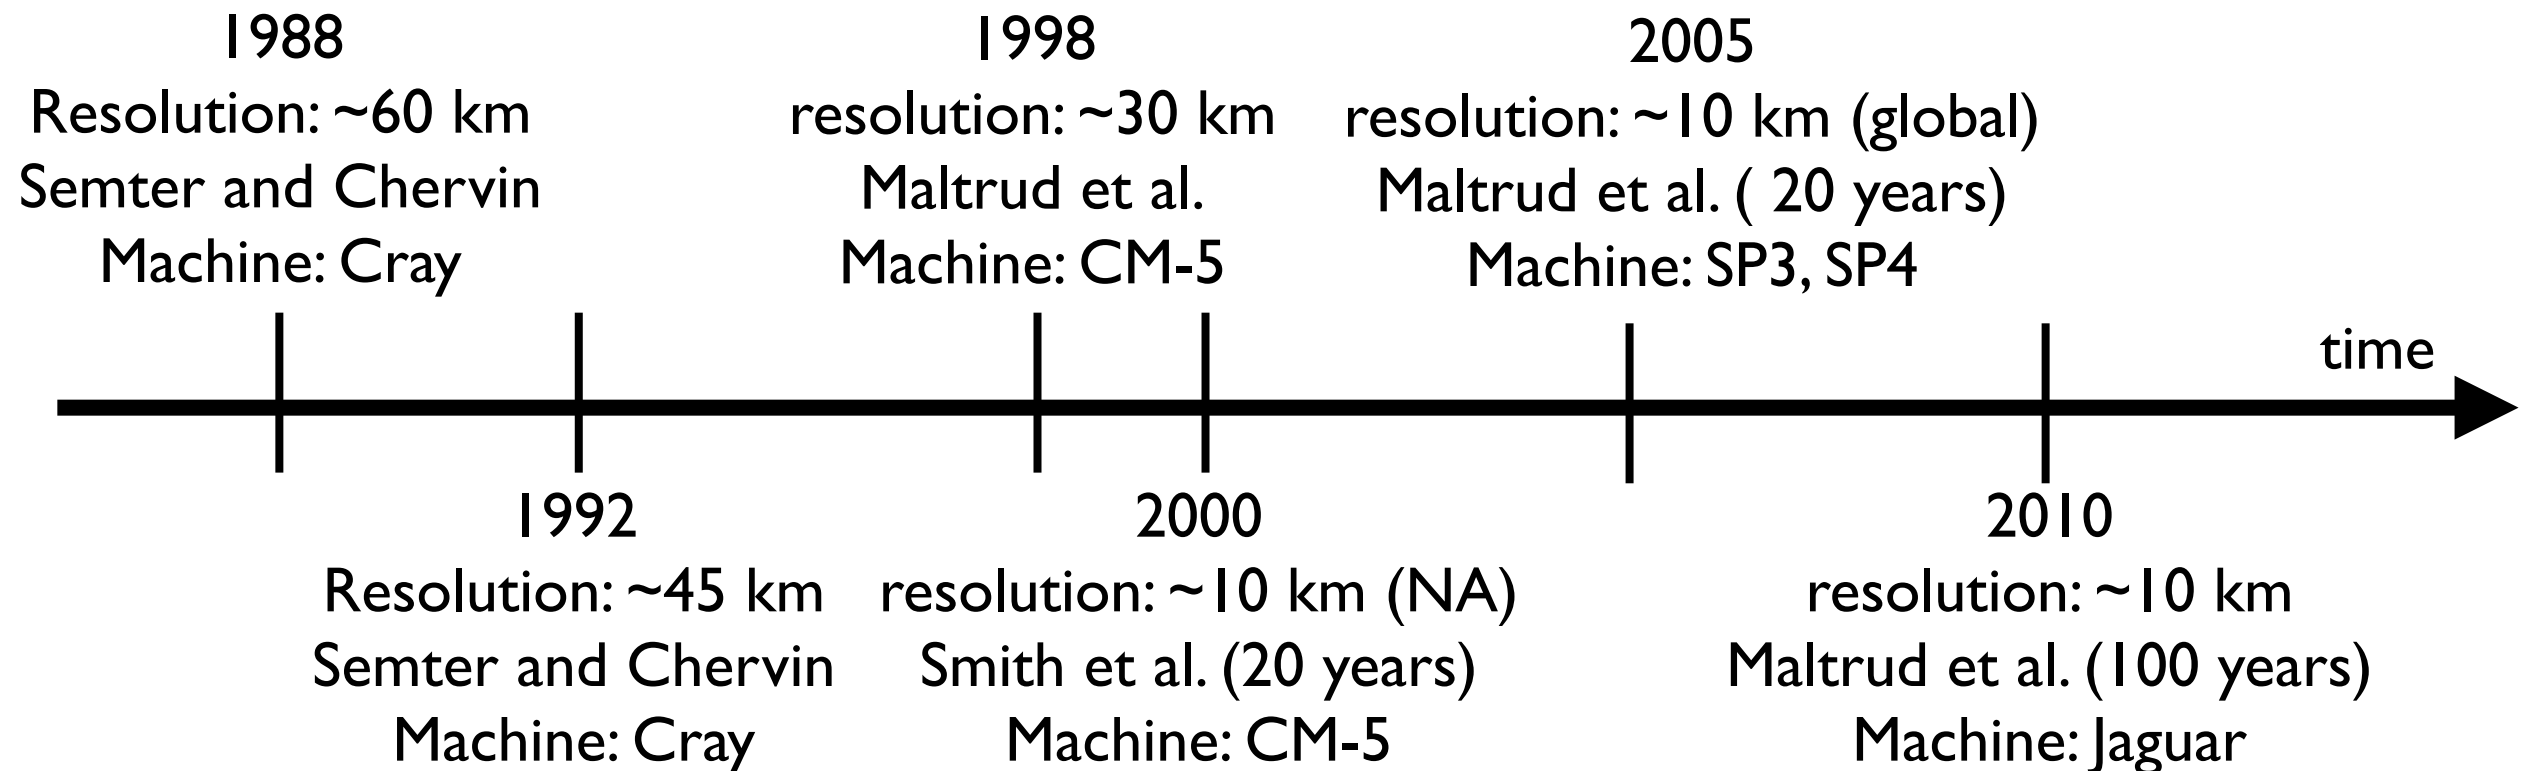 1988
Resolution: ~60 km
Semter and Chervin
Machine: Cray
1998
resolution: ~30 km
Maltrud et al.
Machine: CM-5
2005
resolution: ~10 km (global)
Maltrud et al. ( 20 years)
Machine: SP3, SP4
time
1992
Resolution: ~45 km
Semter and Chervin
Machine: Cray
2000
resolution: ~10 km (NA)
Smith et al. (20 years)
Machine: CM-5
2010
resolution: ~10 km
Maltrud et al. (100 years)
Machine: Jaguar